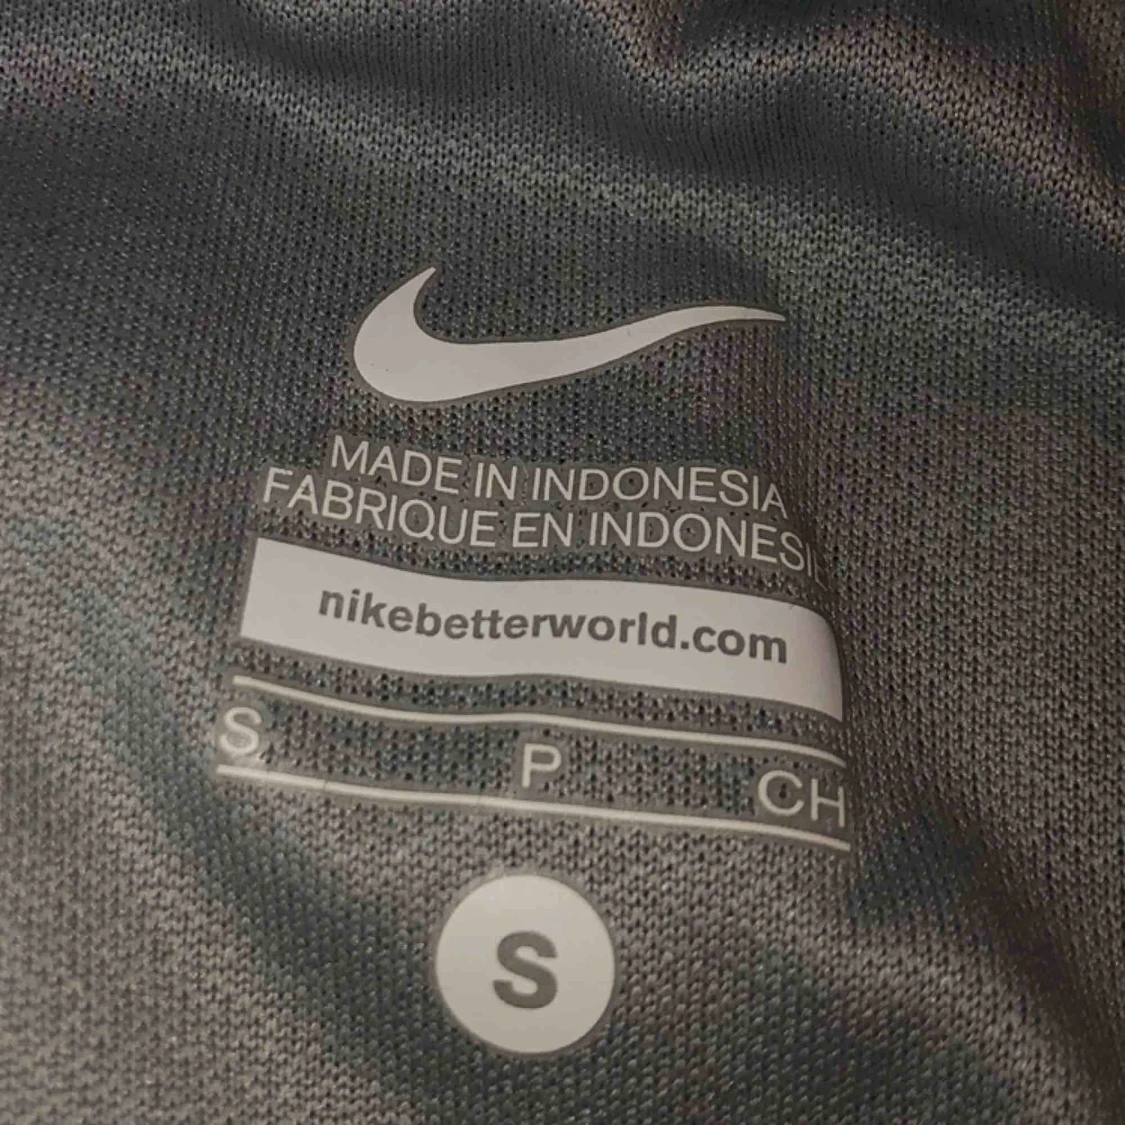 MADE IN INDONESIA
FABRIQUE EN INDONESI
nikebetterworld.com
S P CH
S